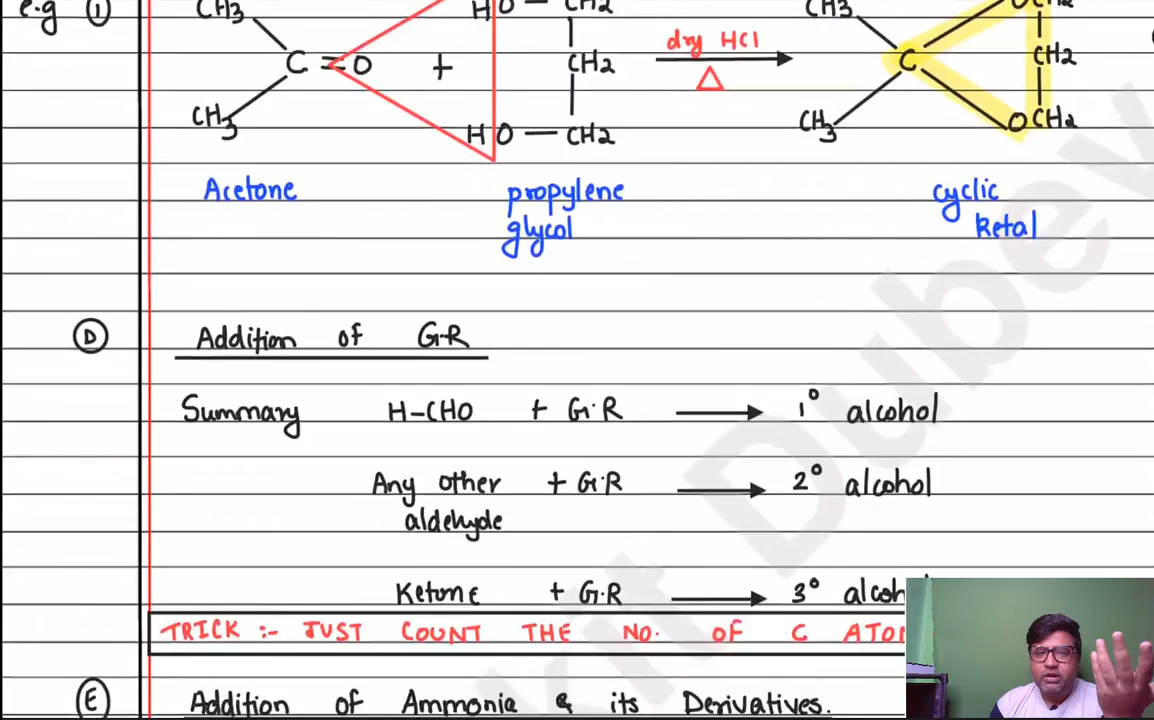 e.g ①
CH3 HO — CH2 CH3 OCH2
C = O + CH2 dry HCl △ C CH2
CH3 HO — CH2 CH3 OCH2
Acetone propylene glycol cyclic ketal
Ⓓ Addition of G.R
Summary H-CHO + G.R ⟶ 1° alcohol
Any other aldehyde + G.R ⟶ 2° alcohol
Ketone + G.R ⟶ 3° alcoh
TRICK :- JUST COUNT THE NO. OF C ATO
Ⓔ Addition of Ammonia & its Derivatives.
kit Dubey